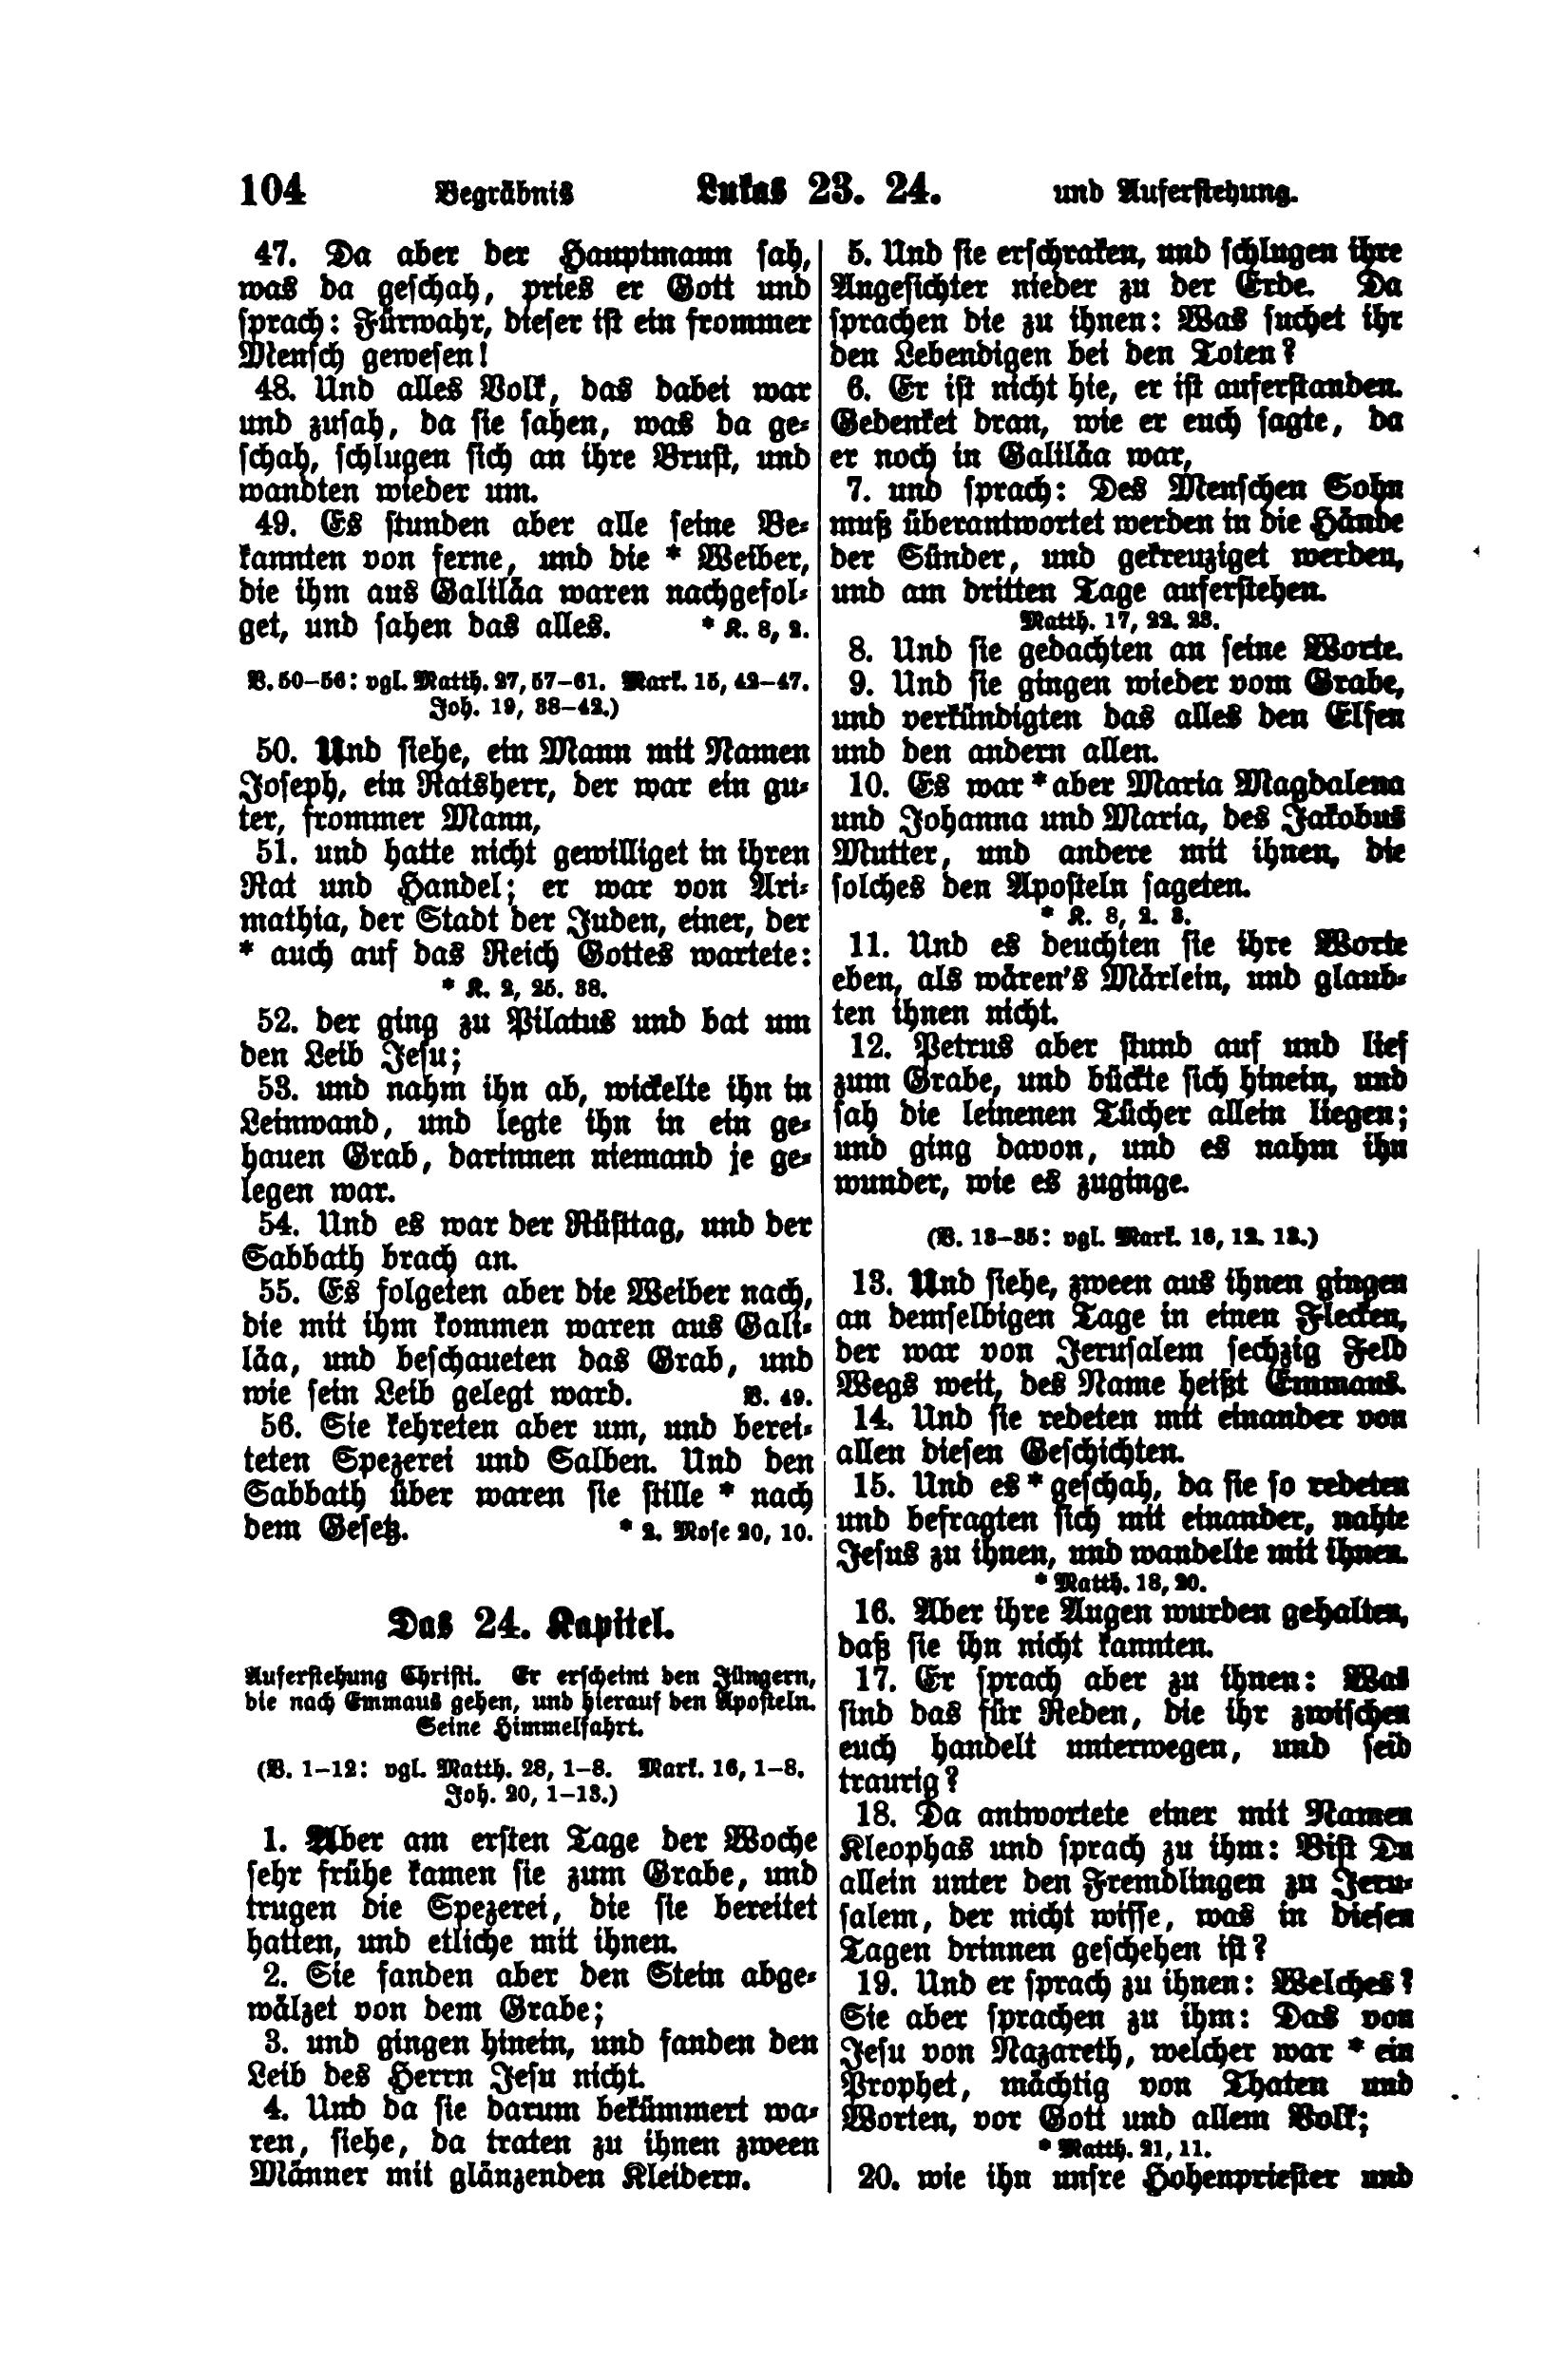 104 Begräbnis Lukas 23. 24. und Auferstehung.
47. Da aber der Hauptmann sah,
was da geschah, pries er Gott und
sprach: Fürwahr, dieser ist ein frommer
Mensch gewesen!
48. Und alles Volk, das dabei war
und zusah, da sie sahen, was da ge-
schah, schlugen sich an ihre Brust, und
wandten wieder um.
49. Es stunden aber alle seine Be-
kannten von ferne, und die * Weiber,
die ihm aus Galiläa waren nachgefol-
get, und sahen das alles. * K. 8, 2.
V. 50–56: vgl. Matth. 27, 57–61. Mark. 15, 42–47.
Joh. 19, 38–42.)
50. Und siehe, ein Mann mit Namen
Joseph, ein Ratsherr, der war ein gu-
ter, frommer Mann,
51. und hatte nicht gewilliget in ihren
Rat und Handel; er war von Ari-
mathia, der Stadt der Juden, einer, der
* auch auf das Reich Gottes wartete:
* K. 2, 25. 38.
52. der ging zu Pilatus und bat um
den Leib Jesu;
53. und nahm ihn ab, wickelte ihn in
Leinwand, und legte ihn in ein ge-
hauen Grab, darinnen niemand je ge-
legen war.
54. Und es war der Rüsttag, und der
Sabbath brach an.
55. Es folgeten aber die Weiber nach,
die mit ihm kommen waren aus Gali-
läa, und beschaueten das Grab, und
wie sein Leib gelegt ward. V. 49.
56. Sie kehreten aber um, und berei-
teten Spezerei und Salben. Und den
Sabbath über waren sie stille * nach
dem Gesetz. * 2. Mose 20, 10.
Das 24. Kapitel.
Auferstehung Christi. Er erscheint den Jüngern,
die nach Emmaus gehen, und hierauf den Aposteln.
Seine Himmelfahrt.
(V. 1–12: vgl. Matth. 28, 1–8. Mark. 16, 1–8.
Joh. 20, 1–13.)
1. Aber am ersten Tage der Woche
sehr frühe kamen sie zum Grabe, und
trugen die Spezerei, die sie bereitet
hatten, und etliche mit ihnen.
2. Sie fanden aber den Stein abge-
wälzet von dem Grabe;
3. und gingen hinein, und fanden den
Leib des Herrn Jesu nicht.
4. Und da sie darum bekümmert wa-
ren, siehe, da traten zu ihnen zween
Männer mit glänzenden Kleidern.
5. Und sie erschraken, und schlugen ihre
Angesichter nieder zu der Erde. Da
sprachen die zu ihnen: Was suchet ihr
den Lebendigen bei den Toten?
6. Er ist nicht hie, er ist auferstanden.
Gedenket dran, wie er euch sagte, da
er noch in Galiläa war,
7. und sprach: Des Menschen Sohn
muß überantwortet werden in die Hände
der Sünder, und gekreuziget werden,
und am dritten Tage auferstehen.
Matth. 17, 22. 23.
8. Und sie gedachten an seine Worte.
9. Und sie gingen wieder vom Grabe,
und verkündigten das alles den Elfen
und den andern allen.
10. Es war * aber Maria Magdalena
und Johanna und Maria, des Jakobus
Mutter, und andere mit ihnen, die
solches den Aposteln sageten.
* K. 8, 2. 3.
11. Und es deuchten sie ihre Worte
eben, als wären's Märlein, und glaub-
ten ihnen nicht.
12. Petrus aber stund auf und lief
zum Grabe, und bückte sich hinein, und
sah die leinenen Tücher allein liegen;
und ging davon, und es nahm ihn
wunder, wie es zuginge.
(V. 13–35: vgl. Mark. 16, 12. 13.)
13. Und siehe, zween aus ihnen gingen
an demselbigen Tage in einen Flecken,
der war von Jerusalem sechzig Feld
Wegs weit, des Name heißt Emmaus.
14. Und sie redeten mit einander von
allen diesen Geschichten.
15. Und es * geschah, da sie so redeten
und befragten sich mit einander, nahte
Jesus zu ihnen, und wandelte mit ihnen.
* Matth. 18, 20.
16. Aber ihre Augen wurden gehalten,
daß sie ihn nicht kannten.
17. Er sprach aber zu ihnen: Was
sind das für Reden, die ihr zwischen
euch handelt unterwegen, und seid
traurig?
18. Da antwortete einer mit Namen
Kleophas und sprach zu ihm: Bist Du
allein unter den Fremdlingen zu Jeru-
salem, der nicht wisse, was in diesen
Tagen drinnen geschehen ist?
19. Und er sprach zu ihnen: Welches?
Sie aber sprachen zu ihm: Das von
Jesu von Nazareth, welcher war * ein
Prophet, mächtig von Thaten und
Worten, vor Gott und allem Volk;
* Matth. 21, 11.
20. wie ihn unsre Hohenpriester und